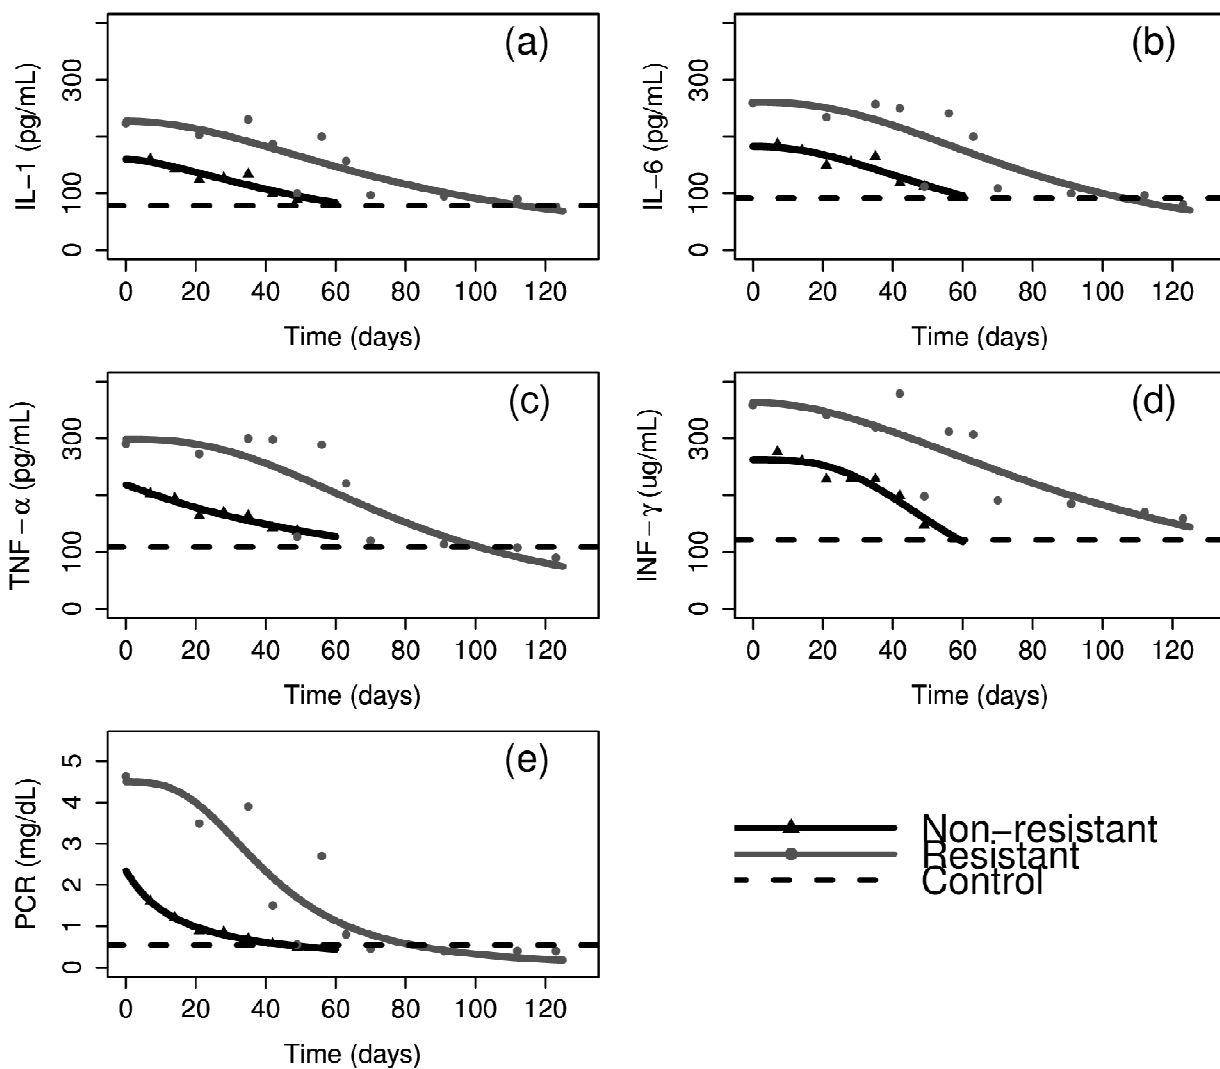 (a)
IL−1 (pg/mL)
0 100 300
0 20 40 60 80 100 120
Time (days)
(b)
IL−6 (pg/mL)
0 100 300
0 20 40 60 80 100 120
Time (days)
(c)
TNF−α (pg/mL)
0 100 300
0 20 40 60 80 100 120
Time (days)
(d)
INF−γ (ug/mL)
0 100 300
0 20 40 60 80 100 120
Time (days)
(e)
PCR (mg/dL)
0 1 2 3 4 5
0 20 40 60 80 100 120
Time (days)
Non−resistant
Resistant
Control